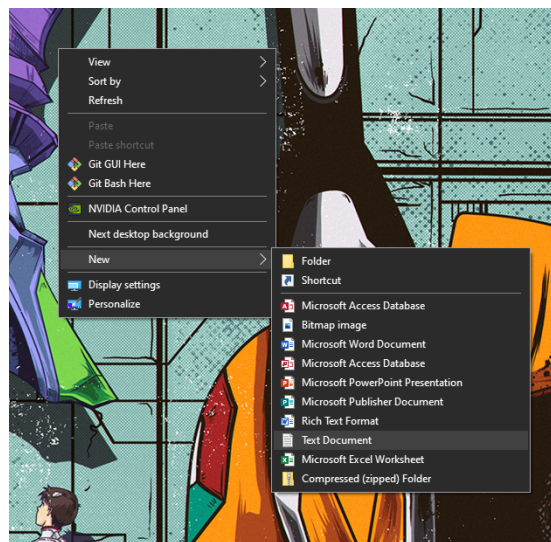 View
Sort by
Refresh
Paste
Paste shortcut
Git GUI Here
Git Bash Here
NVIDIA Control Panel
Next desktop background
New
Display settings
Personalize
Folder
Shortcut
Microsoft Access Database
Bitmap image
Microsoft Word Document
Microsoft Access Database
Microsoft PowerPoint Presentation
Microsoft Publisher Document
Rich Text Format
Text Document
Microsoft Excel Worksheet
Compressed (zipped) Folder